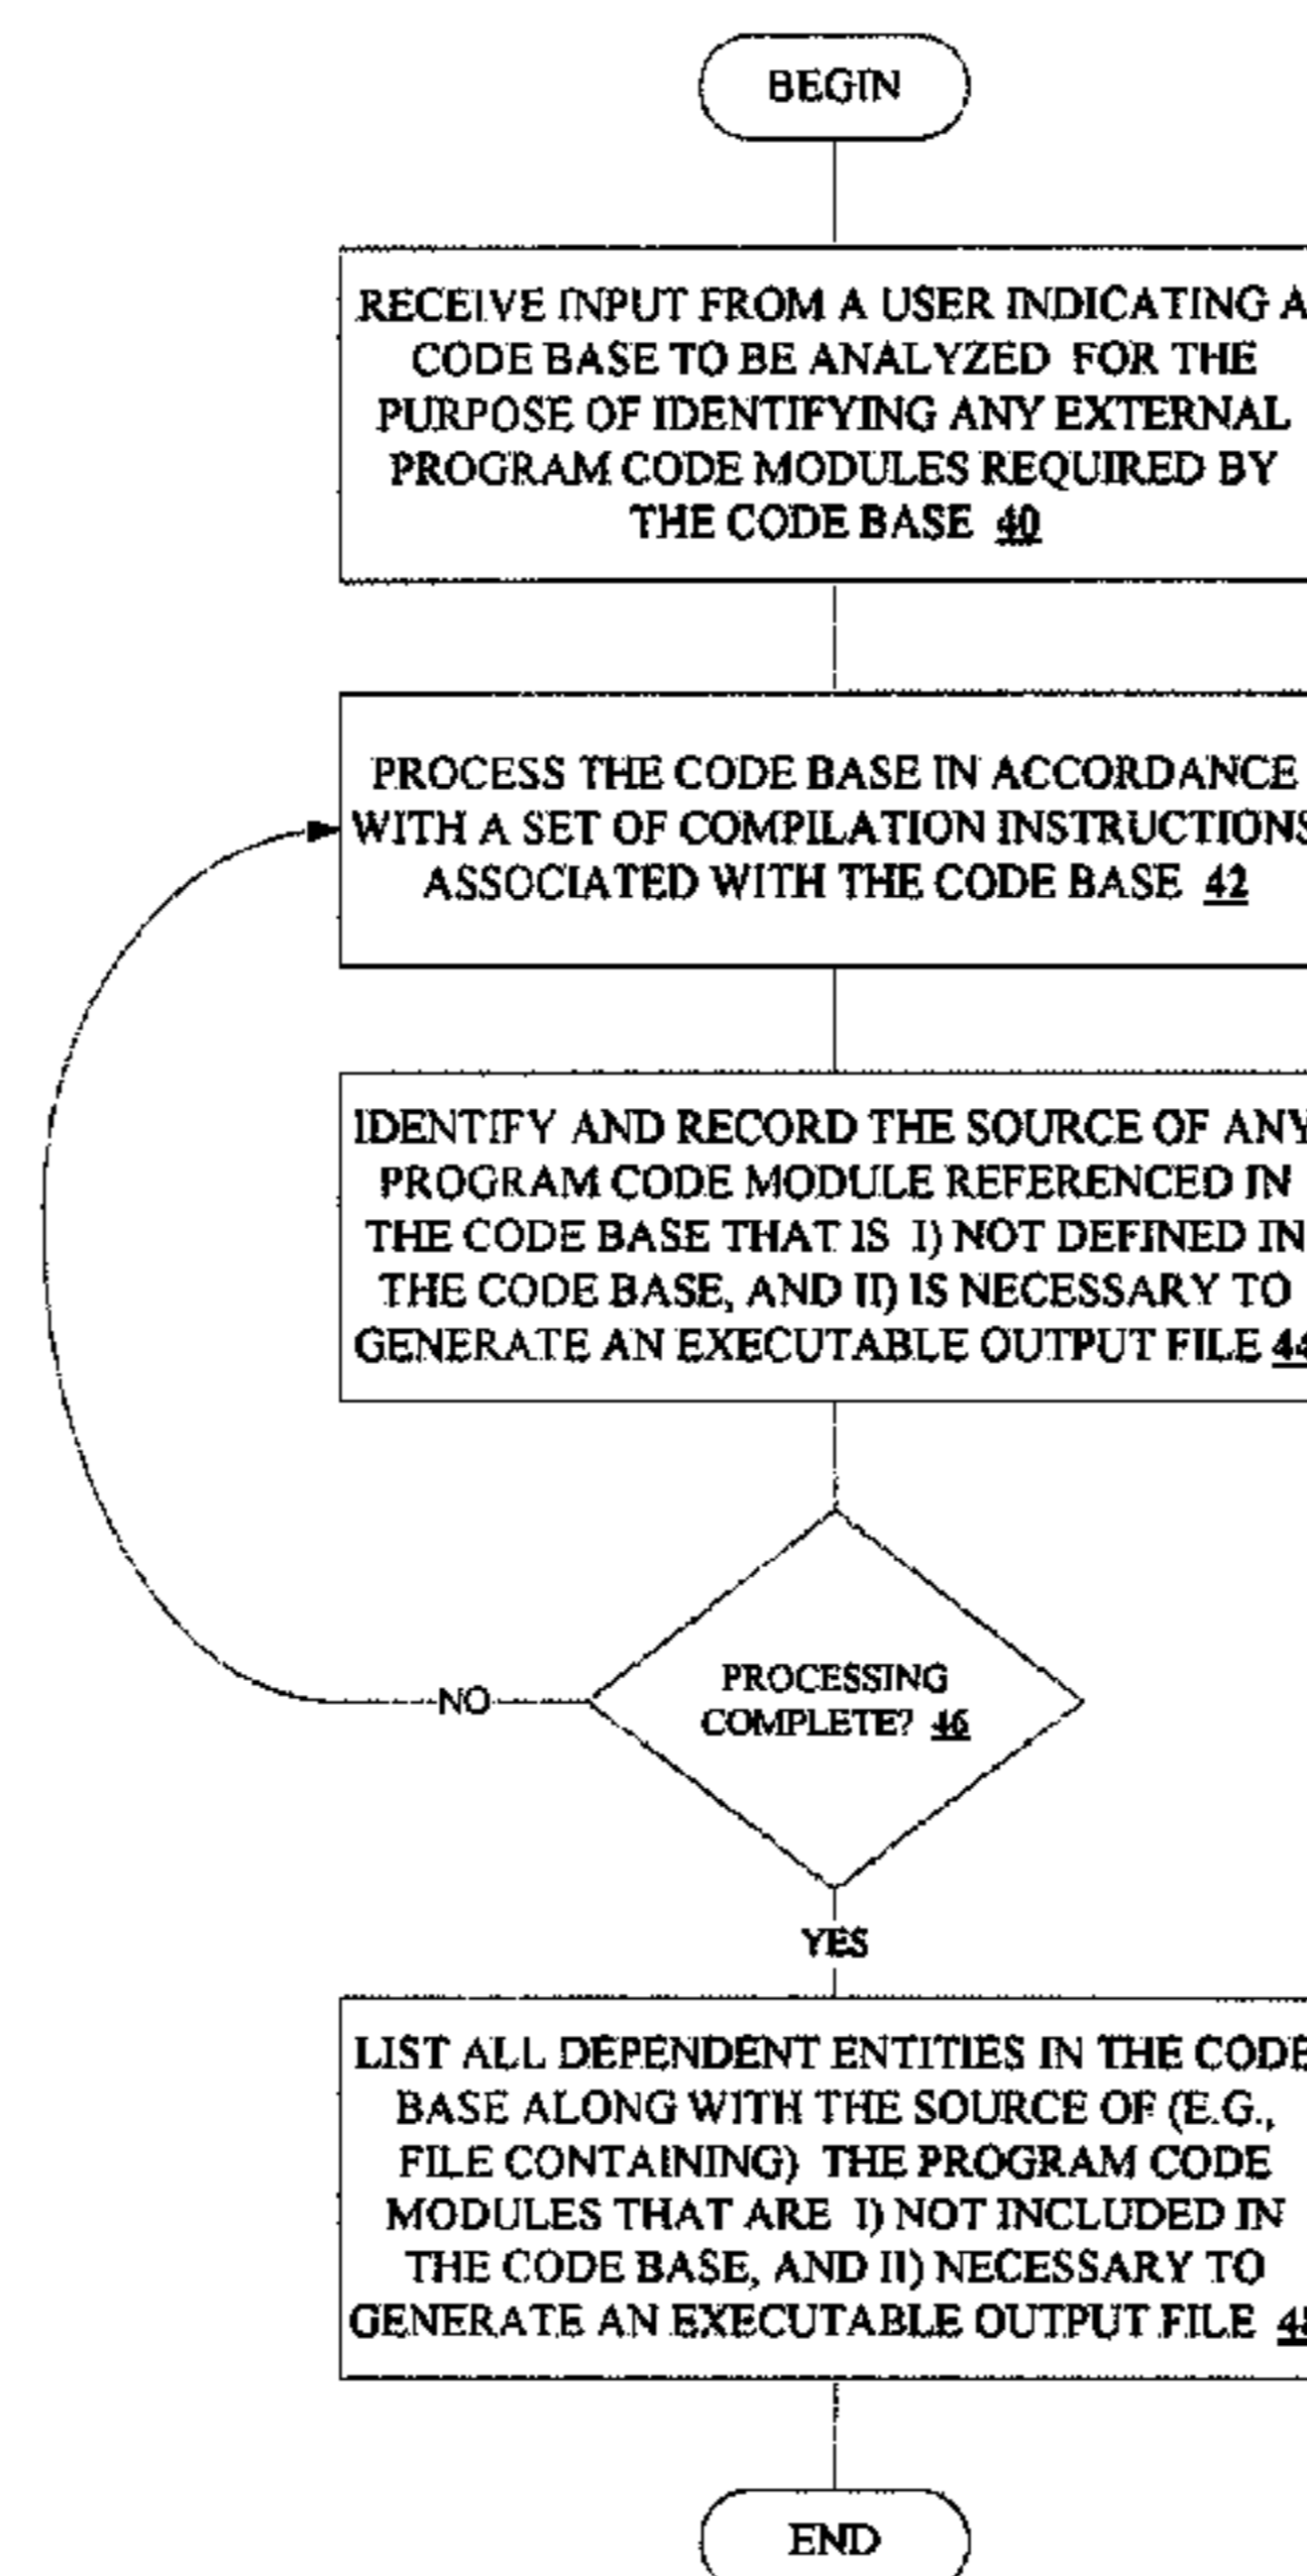 BEGIN
RECEIVE INPUT FROM A USER INDICATING A
CODE BASE TO BE ANALYZED FOR THE
PURPOSE OF IDENTIFYING ANY EXTERNAL
PROGRAM CODE MODULES REQUIRED BY
THE CODE BASE 40
PROCESS THE CODE BASE IN ACCORDANCE
WITH A SET OF COMPILATION INSTRUCTIONS
ASSOCIATED WITH THE CODE BASE 42
IDENTIFY AND RECORD THE SOURCE OF ANY
PROGRAM CODE MODULE REFERENCED IN
THE CODE BASE THAT IS I) NOT DEFINED IN
THE CODE BASE, AND II) IS NECESSARY TO
GENERATE AN EXECUTABLE OUTPUT FILE 44
NO
PROCESSING
COMPLETE? 46
YES
LIST ALL DEPENDENT ENTITIES IN THE CODE
BASE ALONG WITH THE SOURCE OF (E.G.,
FILE CONTAINING) THE PROGRAM CODE
MODULES THAT ARE I) NOT INCLUDED IN
THE CODE BASE, AND II) NECESSARY TO
GENERATE AN EXECUTABLE OUTPUT FILE
END